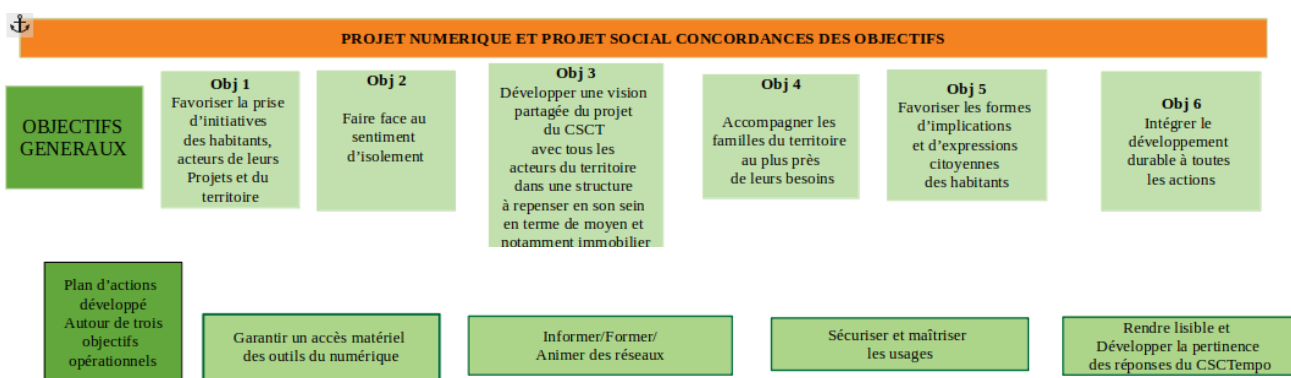 PROJET NUMERIQUE ET PROJET SOCIAL CONCORDANCES DES OBJECTIFS
OBJECTIFS
GENERAUX
Obj 1
Favoriser la prise
d’initiatives
des habitants,
acteurs de leurs
Projets et du
territoire
Obj 2
Faire face au
sentiment
d’isolement
Obj 3
Développer une vision
partagée du projet
du CSCT
avec tous les
acteurs du territoire
dans une structure
à repenser en son sein
en terme de moyen et
notamment immobilier
Obj 4
Accompagner les
familles du territoire
au plus près
de leurs besoins
Obj 5
Favoriser les formes
d’implications
et d’expressions
citoyennes
des habitants
Obj 6
Intégrer le
développement
durable à toutes
les actions
Plan d’actions
développé
Autour de trois
objectifs
opérationnels
Garantir un accès matériel
des outils du numérique
Informer/Former/
Animer des réseaux
Sécuriser et maîtriser
les usages
Rendre lisible et
Développer la pertinence
des réponses du CSCTempo